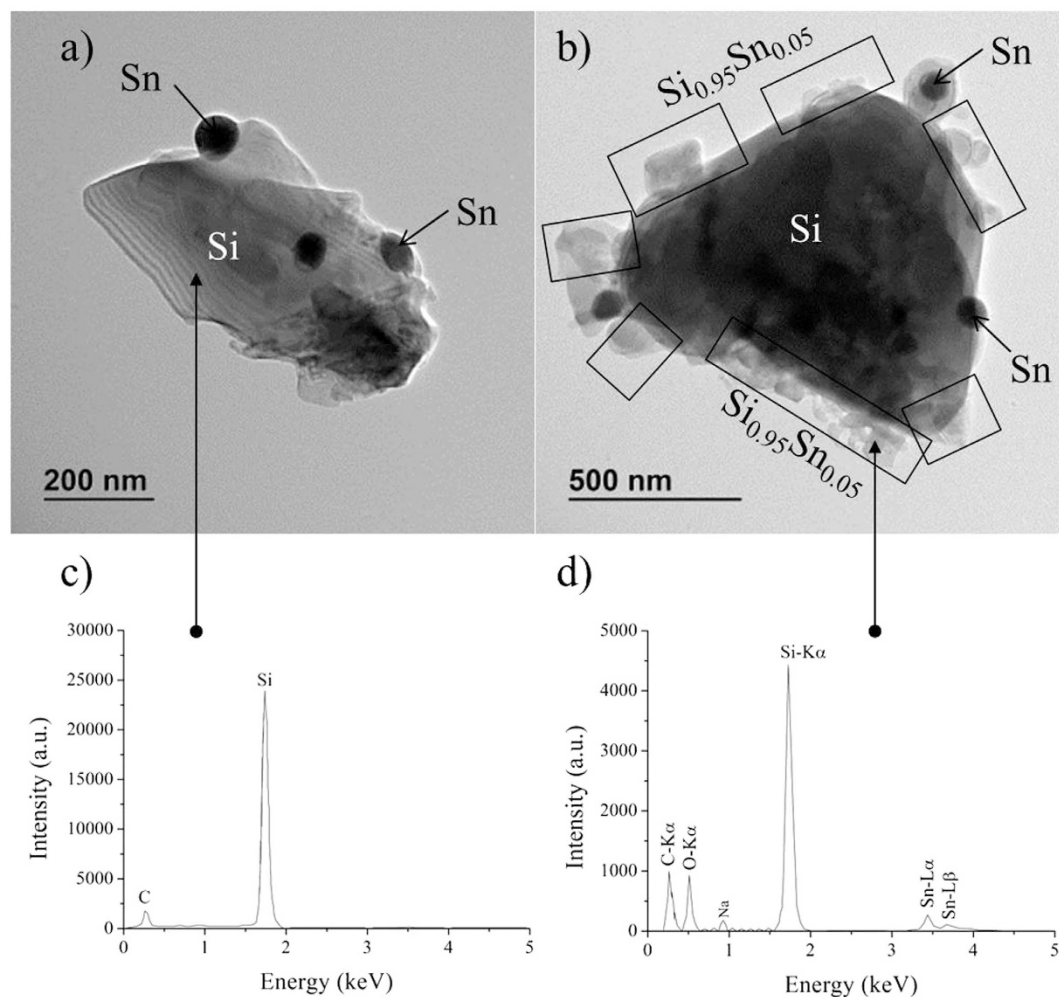 a)
Sn
Sn
Si
200 nm
b)
Si0.95Sn0.05
Sn
Si
Sn
Si0.95Sn0.05
500 nm
c)
30000
25000
20000
15000
10000
5000
0
Intensity (a.u.)
C
Si
0 1 2 3 4 5
Energy (keV)
d)
5000
4000
3000
2000
1000
0
Intensity (a.u.)
C-Kα
O-Kα
Na
Si-Kα
Sn-Lα
Sn-Lβ
1 2 3 4 5
Energy (keV)